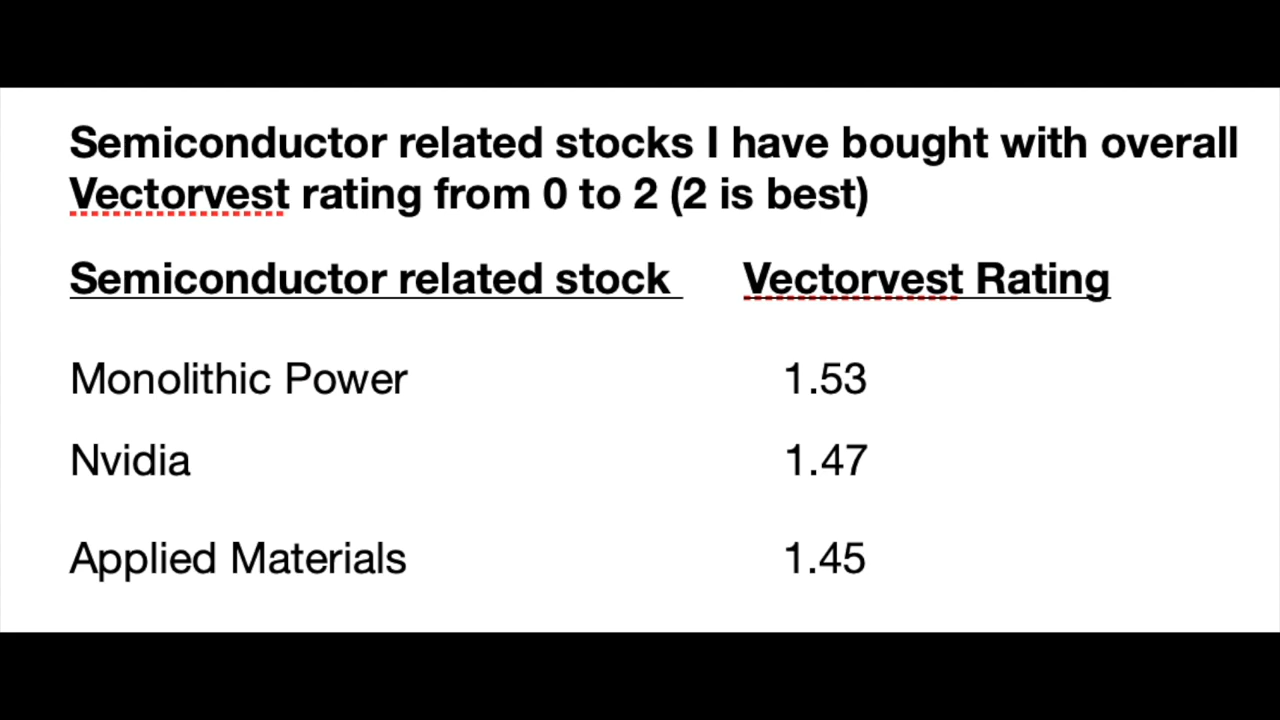 Semiconductor related stocks I have bought with overall
Vectorvest rating from 0 to 2 (2 is best)
Semiconductor related stock Vectorvest Rating
Monolithic Power 1.53
Nvidia 1.47
Applied Materials 1.45